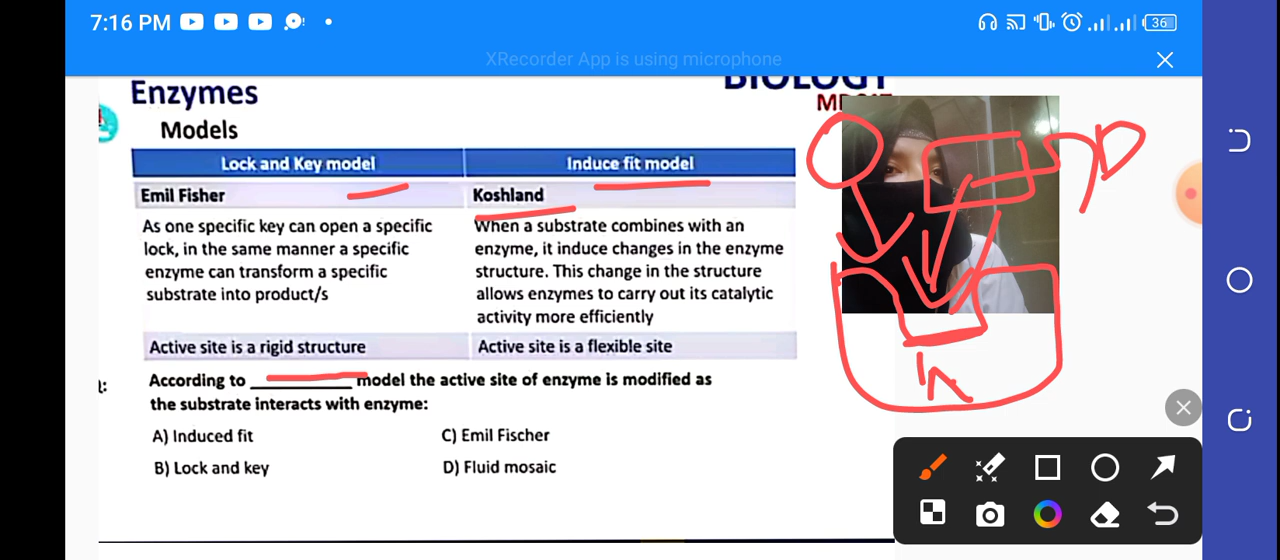 7:16 PM
36
XRecorder App is using microphone
Enzymes
BIOLOGY
Models
Lock and Key model
Induce fit model
Emil Fisher
Koshland
As one specific key can open a specific
lock, in the same manner a specific
enzyme can transform a specific
substrate into product/s
When a substrate combines with an
enzyme, it induce changes in the enzyme
structure. This change in the structure
allows enzymes to carry out its catalytic
activity more efficiently
Active site is a rigid structure
Active site is a flexible site
According to __________ model the active site of enzyme is modified as
the substrate interacts with enzyme:
A) Induced fit
C) Emil Fischer
B) Lock and key
D) Fluid mosaic